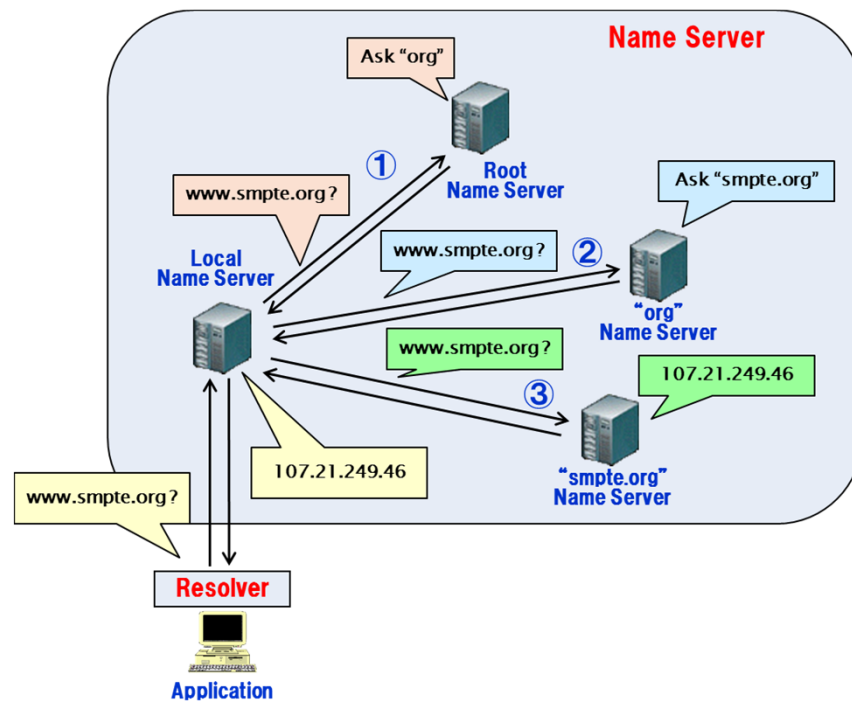 Name Server
Ask "org"
①
Root
Name Server
www.smpte.org?
Ask "smpte.org"
Local
Name Server
www.smpte.org?
②
"org"
Name Server
www.smpte.org?
③
107.21.249.46
"smpte.org"
Name Server
107.21.249.46
www.smpte.org?
Resolver
Application